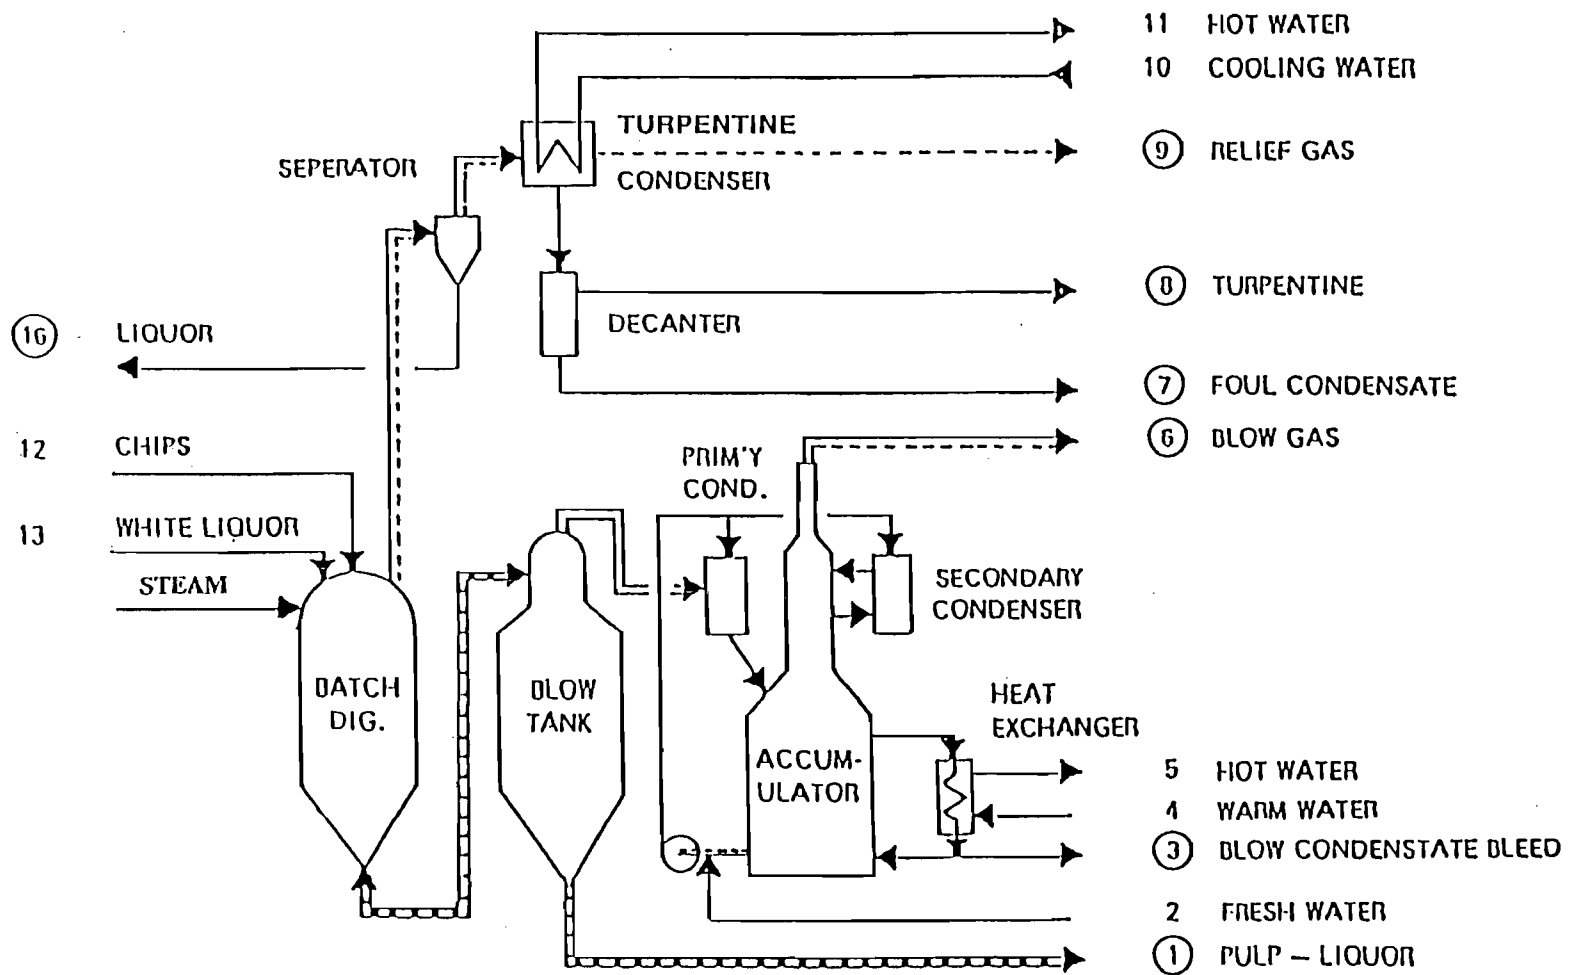 11 HOT WATER
10 COOLING WATER
TURPENTINE
CONDENSER
9 RELIEF GAS
SEPERATOR
8 TURPENTINE
DECANTER
16 LIQUOR
7 FOUL CONDENSATE
6 BLOW GAS
12 CHIPS
PRIM'Y
COND.
13 WHITE LIQUOR
STEAM
SECONDARY
CONDENSER
BATCH
DIG.
BLOW
TANK
HEAT
EXCHANGER
ACCUM-
ULATOR
5 HOT WATER
4 WARM WATER
3 BLOW CONDENSTATE BLEED
2 FRESH WATER
1 PULP – LIQUOR